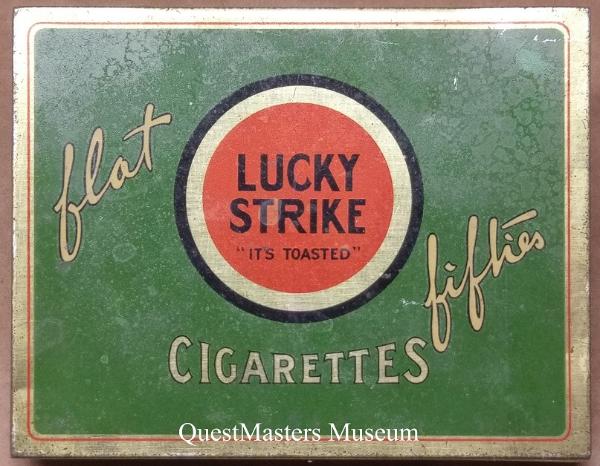 flat
LUCKY
STRIKE
"IT'S TOASTED"
fifties
CIGARETTES
QuestMasters Museum